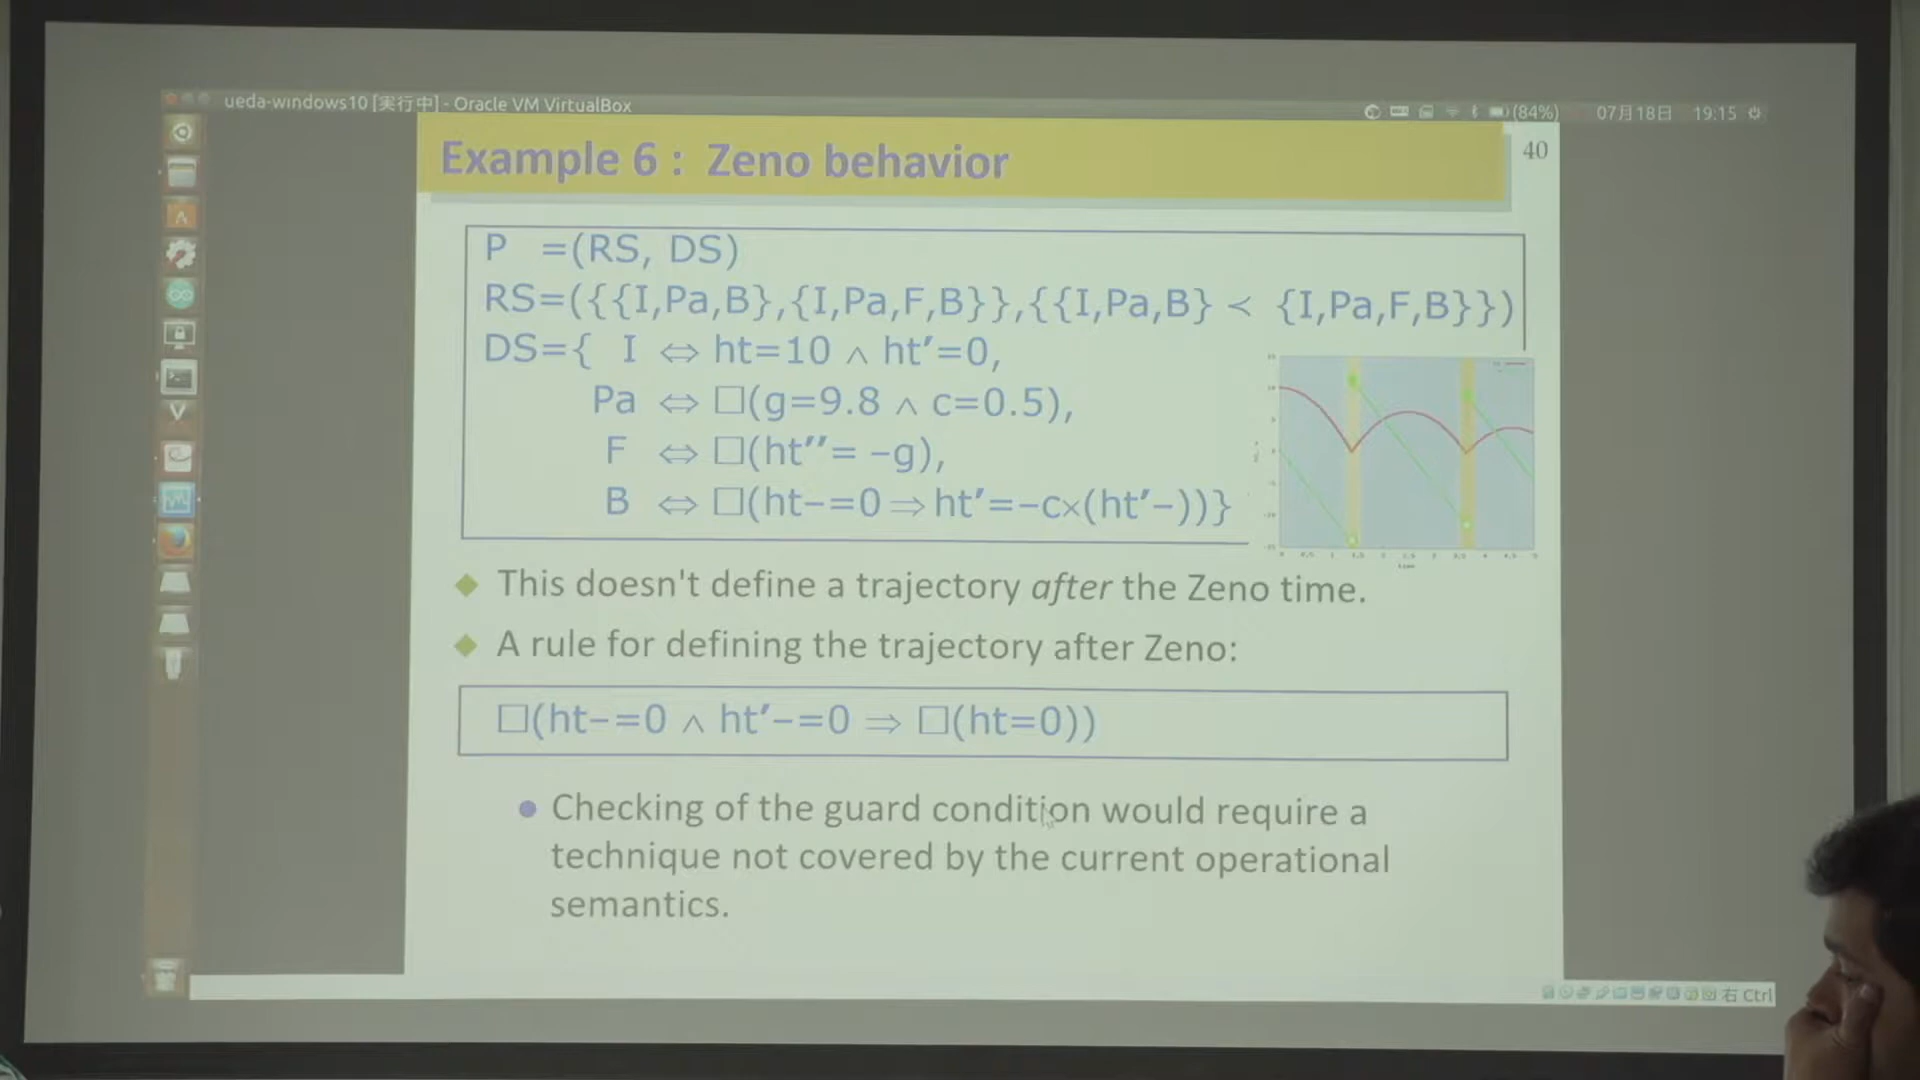 ueda-windows10 [実行中] - Oracle VM VirtualBox
(84%) 07月18日 19:15
Example 6 : Zeno behavior
40
P =(RS, DS)
RS=({{I,Pa,B},{I,Pa,F,B}},{{I,Pa,B} ≺ {I,Pa,F,B}})
DS={ I ⇔ ht=10 ∧ ht′=0,
Pa ⇔ □(g=9.8 ∧ c=0.5),
F ⇔ □(ht′′= −g),
B ⇔ □(ht−=0 ⇒ ht′=−c×(ht′−))}
◆ This doesn't define a trajectory after the Zeno time.
◆ A rule for defining the trajectory after Zeno:
□(ht−=0 ∧ ht′−=0 ⇒ □(ht=0))
● Checking of the guard condition would require a
technique not covered by the current operational
semantics.
右 Ctrl